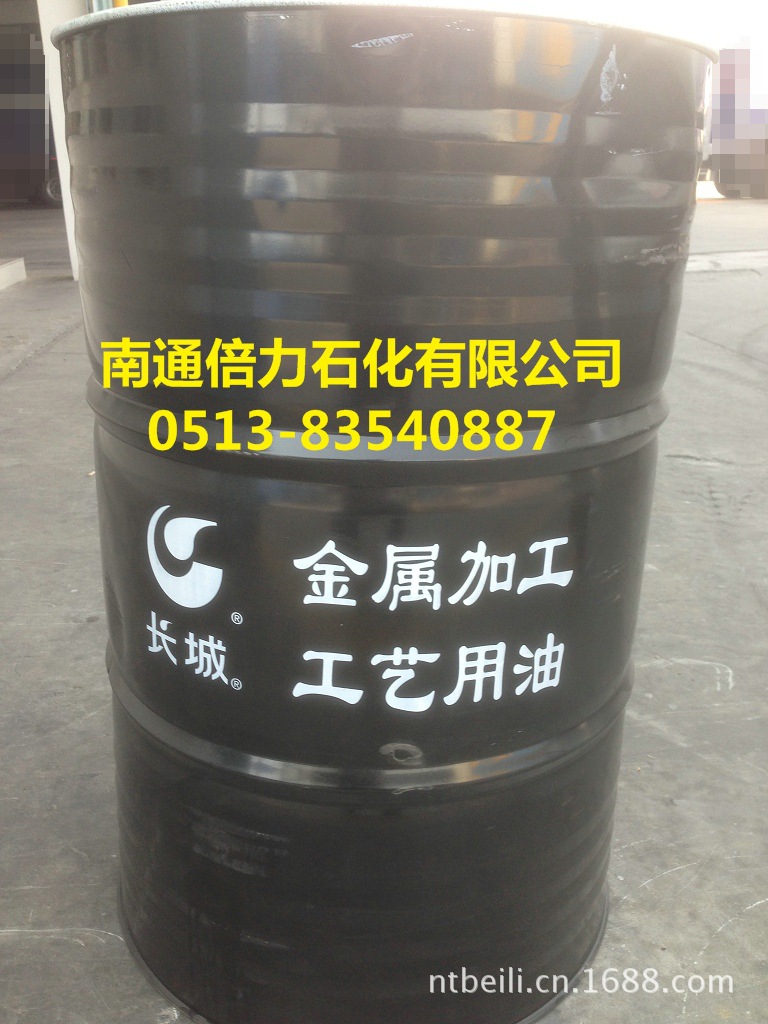 南通倍力石化有限公司
0513-83540887
金属加工
长城
工艺用油
ntbeili.cn.1688.com